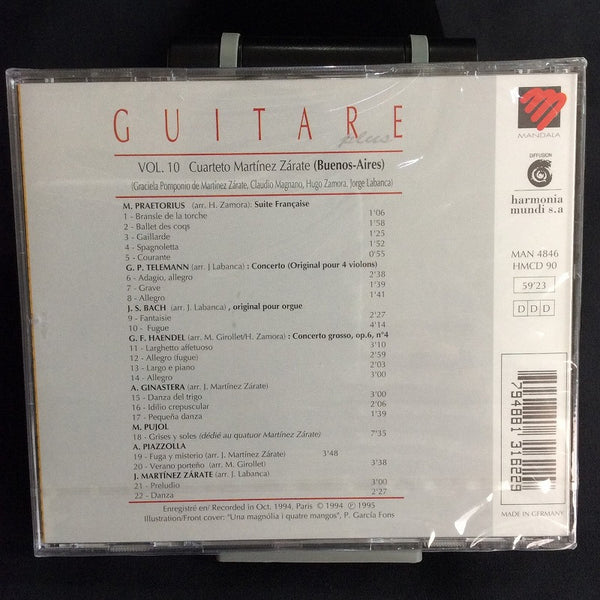 GUITARE
plus
VOL. 10 Cuarteto Martínez Zárate (Buenos-Aires)
(Graciela Pomponio de Martinez Zárate, Claudio Magnano, Hugo Zamora, Jorge Labanca)
M. PRAETORIUS (arr. H. Zamora): Suite Française
1 - Bransle de la torche 1'06
2 - Ballet des coqs 1'58
3 - Gaillarde 1'25
4 - Spagnoletta 1'52
5 - Courante 0'55
G. P. TELEMANN (arr. J Labanca) : Concerto (Original pour 4 violons)
6 - Adagio, allegro 2'38
7 - Grave 1'39
8 - Allegro 1'41
J. S. BACH (arr. J. Labanca) , original pour orgue
9 - Fantaisie 2'27
10 - Fugue 4'14
G. F. HAENDEL (arr. M. Girollet/H. Zamora) : Concerto grosso, op.6, n°4
11 - Larghetto affetuoso 3'10
12 - Allegro (fugue) 2'59
13 - Largo e piano 2'03
14 - Allegro 3'00
A. GINASTERA (arr. J. Martínez Zárate)
15 - Danza del trigo 3'00
16 - Idilio crepuscular 2'06
17 - Pequeña danza 1'39
M. PUJOL
18 - Grises y soles (dédié au quatuor Martínez Zárate) 7'35
A. PIAZZOLLA
19 - Fuga y misterio (arr. J. Martínez Zárate) 3'48
20 - Verano porteño (arr. M. Girollet) 3'38
J. MARTÍNEZ ZÁRATE (arr. J. Labanca)
21 - Preludio 3'00
22 - Danza 2'27
Enregistré en/ Recorded in Oct. 1994, Paris © 1994 ℗ 1995
Illustration/Front cover: "Una magnólia i quatre mangos", P. García Fons
MANDALA
DIFFUSION
harmonia
mundi s.a
MAN 4846
HMCD 90
59'23
D D D
794881 316229
MADE IN GERMANY